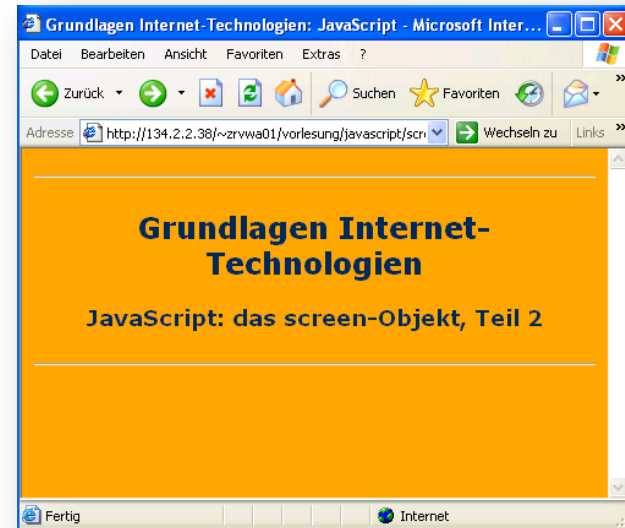 Grundlagen Internet-Technologien: JavaScript - Microsoft Inter...
Datei Bearbeiten Ansicht Favoriten Extras ?
Zurück Suchen Favoriten »
Adresse http://134.2.2.38/~zrvwa01/vorlesung/javascript/scr Wechseln zu Links »
Grundlagen Internet-
Technologien
JavaScript: das screen-Objekt, Teil 2
Fertig Internet